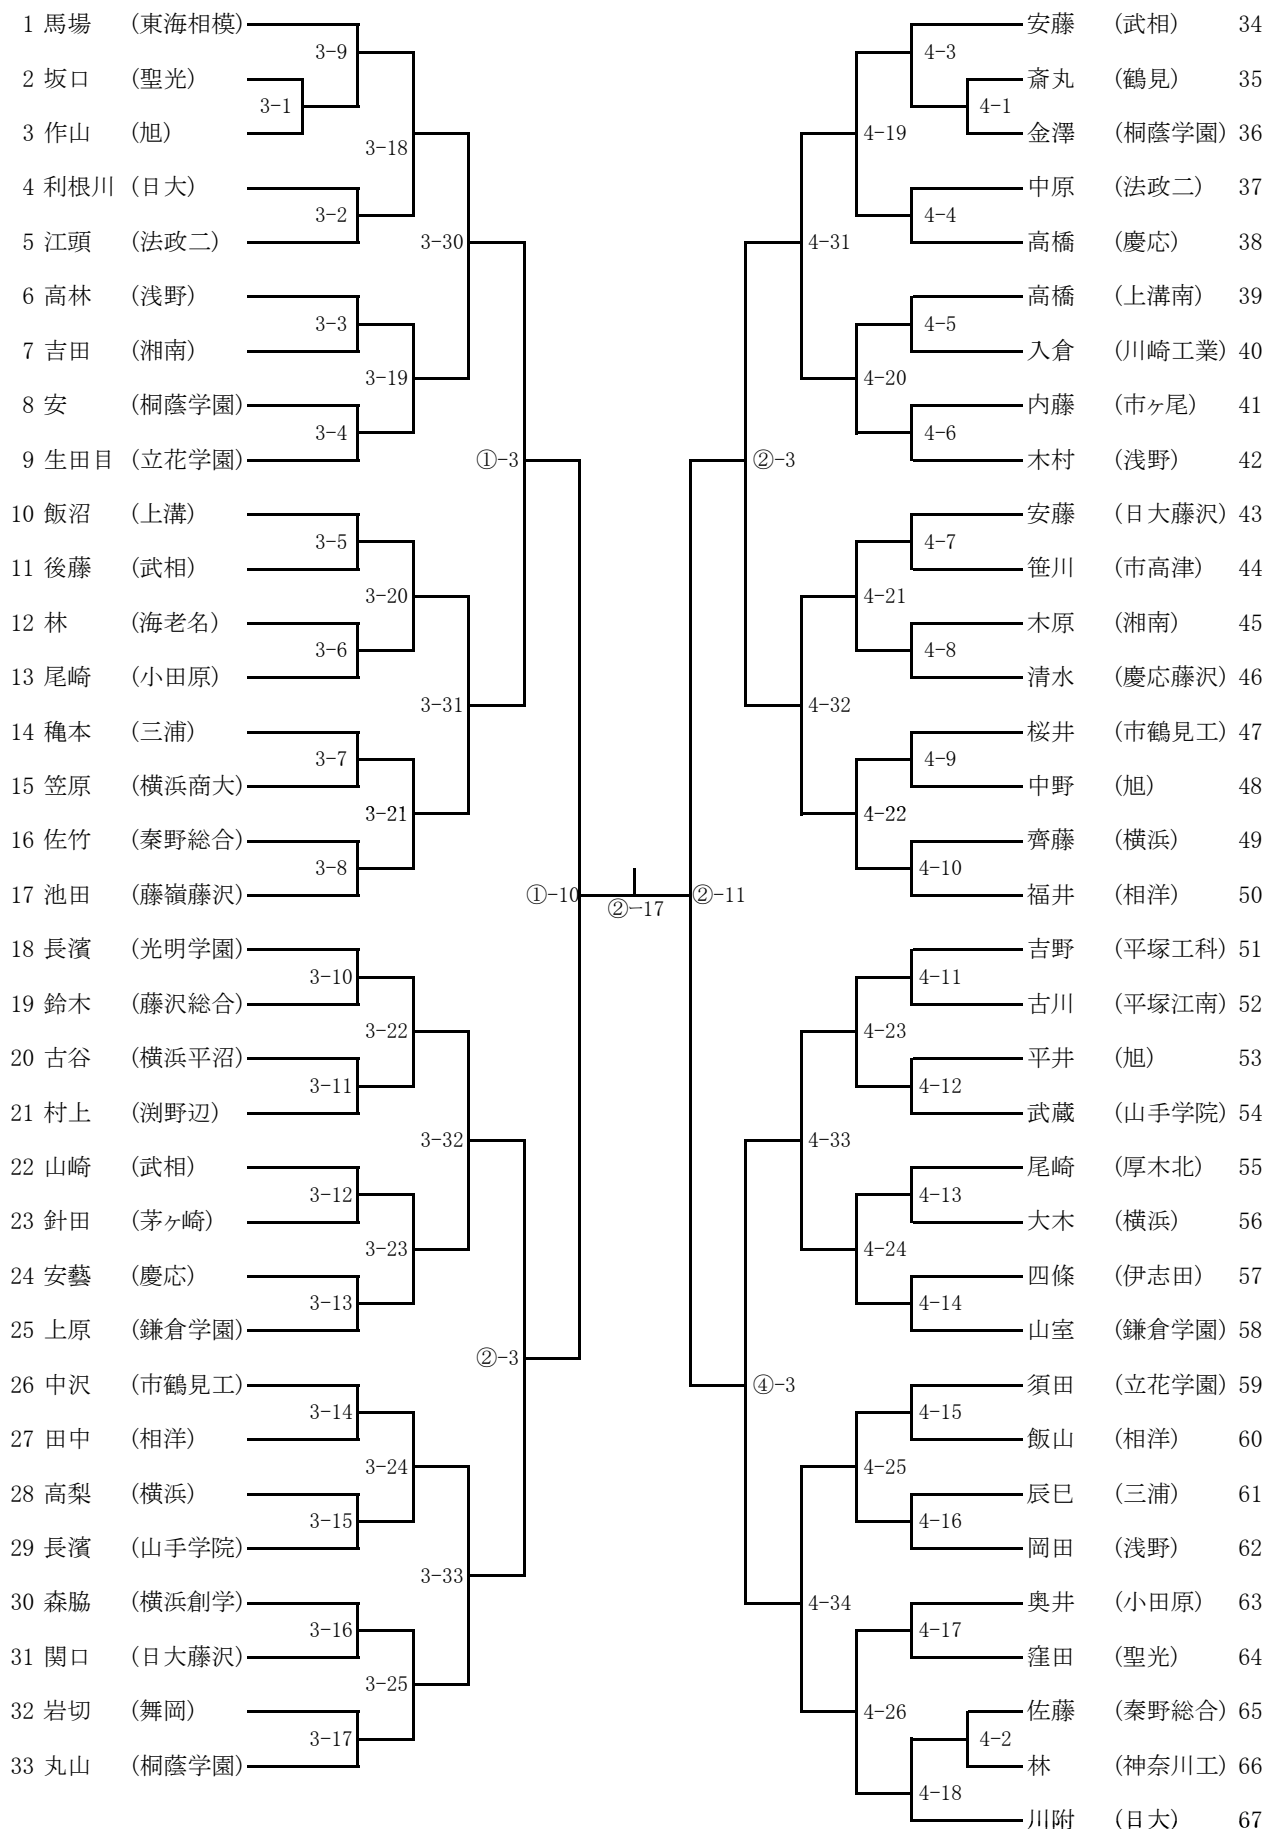 1 馬場 (東海相模)
3-9
2 坂口 (聖光)
3-1
3 作山 (旭)
3-18
4 利根川 (日大)
3-2
5 江頭 (法政二)
3-30
6 高林 (浅野)
3-3
7 吉田 (湘南)
3-19
8 安 (桐蔭学園)
3-4
9 生田目 (立花学園)
①-3
10 飯沼 (上溝)
3-5
11 後藤 (武相)
3-20
12 林 (海老名)
3-6
13 尾崎 (小田原)
3-31
14 穐本 (三浦)
3-7
15 笠原 (横浜商大)
3-21
16 佐竹 (秦野総合)
3-8
17 池田 (藤嶺藤沢)
①-10
18 長濱 (光明学園)
3-10
19 鈴木 (藤沢総合)
3-22
20 古谷 (横浜平沼)
3-11
21 村上 (渕野辺)
3-32
22 山崎 (武相)
3-12
23 針田 (茅ヶ崎)
3-23
24 安藝 (慶応)
3-13
25 上原 (鎌倉学園)
②-3
26 中沢 (市鶴見工)
3-14
27 田中 (相洋)
3-24
28 高梨 (横浜)
3-15
29 長濱 (山手学院)
3-33
30 森脇 (横浜創学)
3-16
31 関口 (日大藤沢)
3-25
32 岩切 (舞岡)
3-17
33 丸山 (桐蔭学園)
②-17
安藤 (武相) 34
4-3
斎丸 (鶴見) 35
4-1
金澤 (桐蔭学園) 36
4-19
中原 (法政二) 37
4-4
高橋 (慶応) 38
4-31
高橋 (上溝南) 39
4-5
入倉 (川崎工業) 40
4-20
内藤 (市ヶ尾) 41
4-6
木村 (浅野) 42
②-3
安藤 (日大藤沢) 43
4-7
笹川 (市高津) 44
4-21
木原 (湘南) 45
4-8
清水 (慶応藤沢) 46
4-32
桜井 (市鶴見工) 47
4-9
中野 (旭) 48
4-22
齊藤 (横浜) 49
4-10
福井 (相洋) 50
②-11
吉野 (平塚工科) 51
4-11
古川 (平塚江南) 52
4-23
平井 (旭) 53
4-12
武蔵 (山手学院) 54
4-33
尾崎 (厚木北) 55
4-13
大木 (横浜) 56
4-24
四條 (伊志田) 57
4-14
山室 (鎌倉学園) 58
④-3
須田 (立花学園) 59
4-15
飯山 (相洋) 60
4-25
辰巳 (三浦) 61
4-16
岡田 (浅野) 62
4-34
奥井 (小田原) 63
4-17
窪田 (聖光) 64
4-26
佐藤 (秦野総合) 65
4-2
林 (神奈川工) 66
4-18
川附 (日大) 67